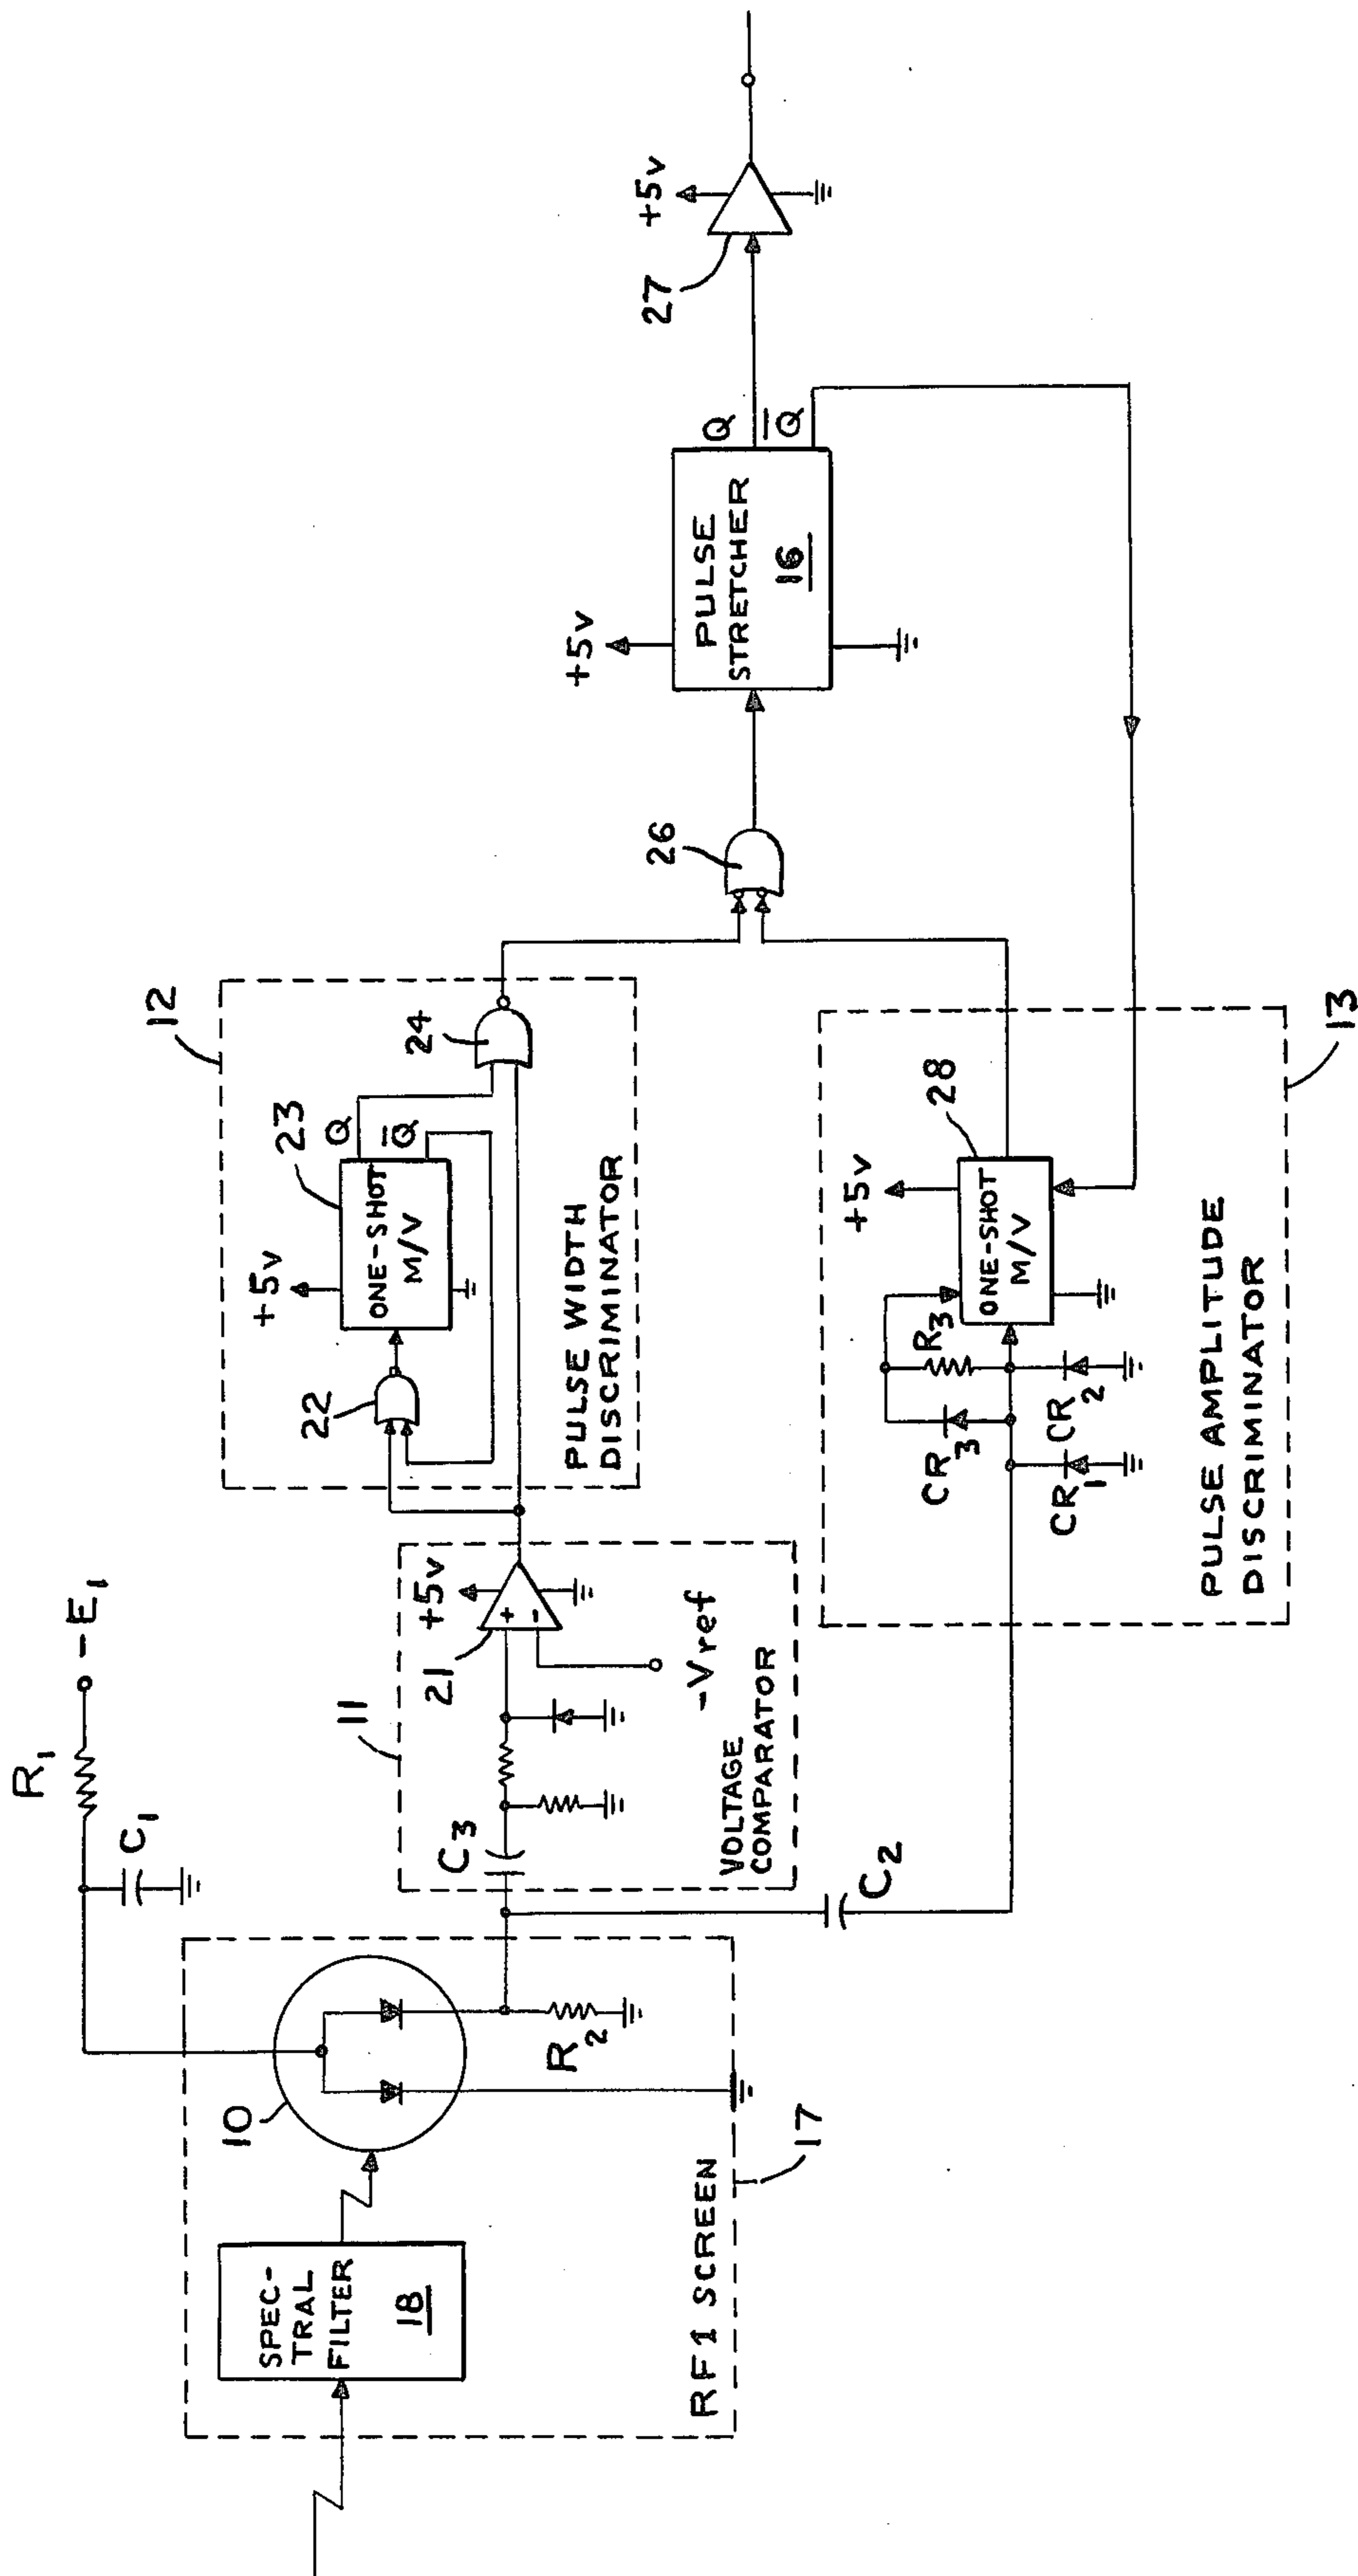 SPEC-
TRAL
FILTER
18
10
R2
RF1 SCREEN
17
R1
-E1
C1
11
C3
21
+5v
+
-
-Vref
VOLTAGE
COMPARATOR
C2
12
22
+5v
23
ONE-SHOT
M/V
Q
Q̅
24
PULSE WIDTH
DISCRIMINATOR
CR3
R3
CR1
CR2
+5v
28
ONE-SHOT
M/V
PULSE AMPLITUDE
DISCRIMINATOR
13
26
+5v
PULSE
STRETCHER
16
Q
Q̅
27
+5v